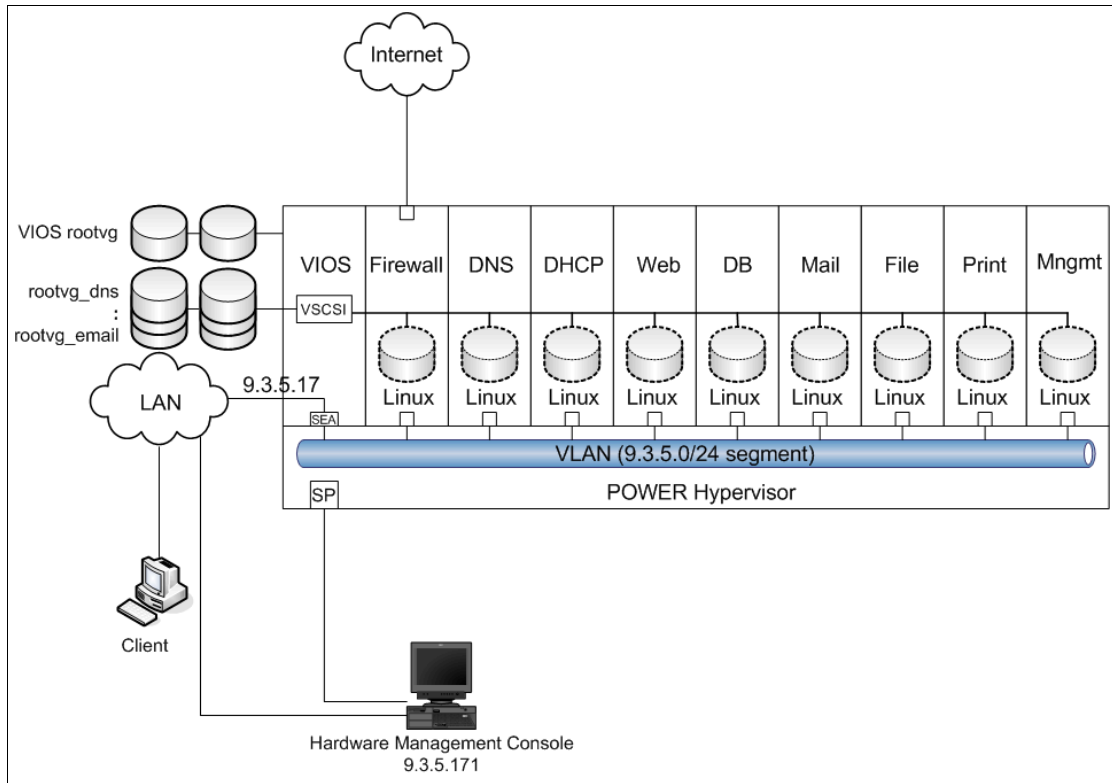 Internet
VIOS rootvg
rootvg_dns
:
rootvg_email
VIOS
Firewall
DNS
DHCP
Web
DB
Mail
File
Print
Mngmt
VSCSI
Linux
Linux
Linux
Linux
Linux
Linux
Linux
Linux
Linux
LAN
9.3.5.17
SEA
VLAN (9.3.5.0/24 segment)
SP
POWER Hypervisor
Client
Hardware Management Console
9.3.5.171